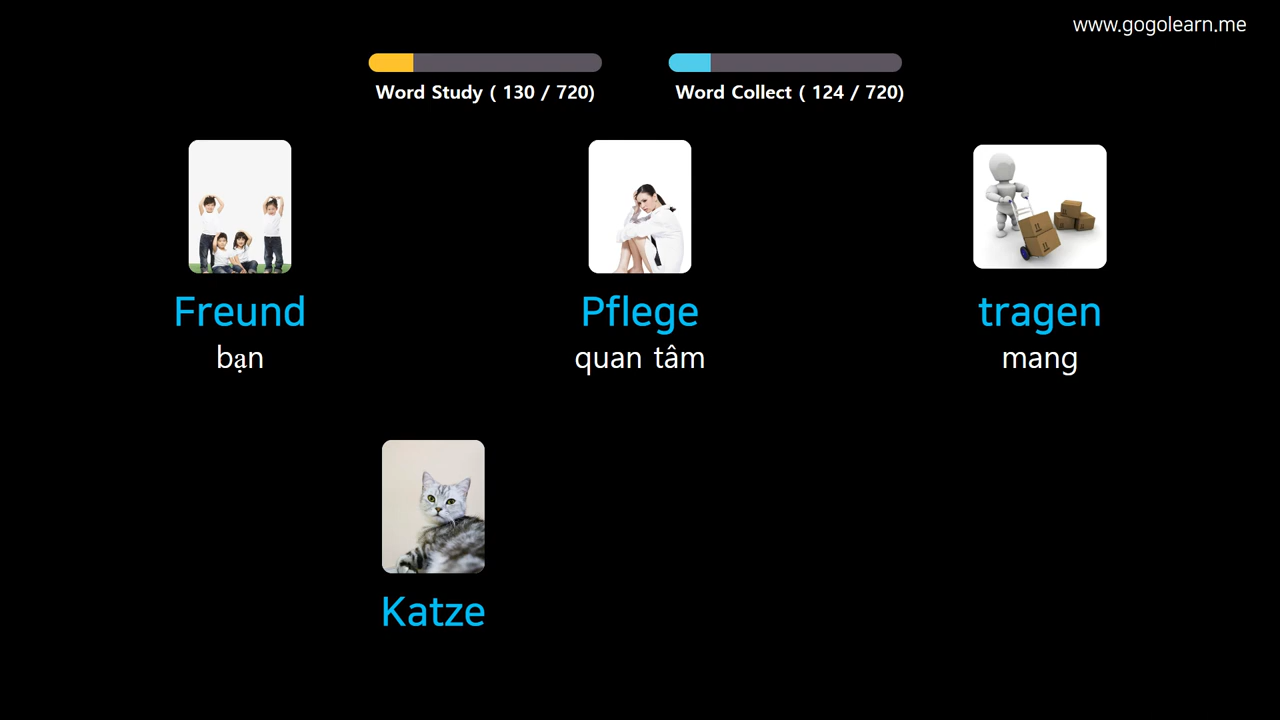 www.gogolearn.me
Word Study ( 130 / 720)
Word Collect ( 124 / 720)
Freund
Pflege
tragen
bạn
quan tâm
mang
Katze